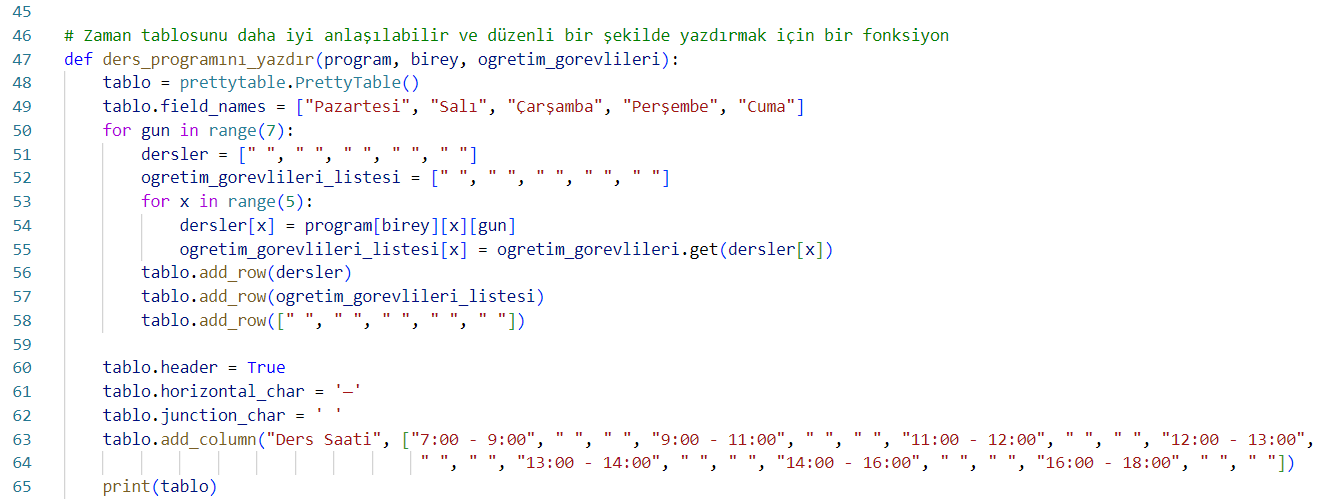 45
46 # Zaman tablosunu daha iyi anlaşılabilir ve düzenli bir şekilde yazdırmak için bir fonksiyon
47 def ders_programını_yazdır(program, birey, ogretim_gorevlileri):
48     tablo = prettytable.PrettyTable()
49     tablo.field_names = ["Pazartesi", "Salı", "Çarşamba", "Perşembe", "Cuma"]
50     for gun in range(7):
51         dersler = [" ", " ", " ", " ", " "]
52         ogretim_gorevlileri_listesi = [" ", " ", " ", " ", " "]
53         for x in range(5):
54             dersler[x] = program[birey][x][gun]
55             ogretim_gorevlileri_listesi[x] = ogretim_gorevlileri.get(dersler[x])
56         tablo.add_row(dersler)
57         tablo.add_row(ogretim_gorevlileri_listesi)
58         tablo.add_row([" ", " ", " ", " ", " "])
59
60     tablo.header = True
61     tablo.horizontal_char = '—'
62     tablo.junction_char = ' '
63     tablo.add_column("Ders Saati", ["7:00 - 9:00", " ", " ", "9:00 - 11:00", " ", " ", "11:00 - 12:00", " ", " ", "12:00 - 13:00",
64                                     " ", " ", "13:00 - 14:00", " ", " ", "14:00 - 16:00", " ", " ", "16:00 - 18:00", " ", " "])
65     print(tablo)